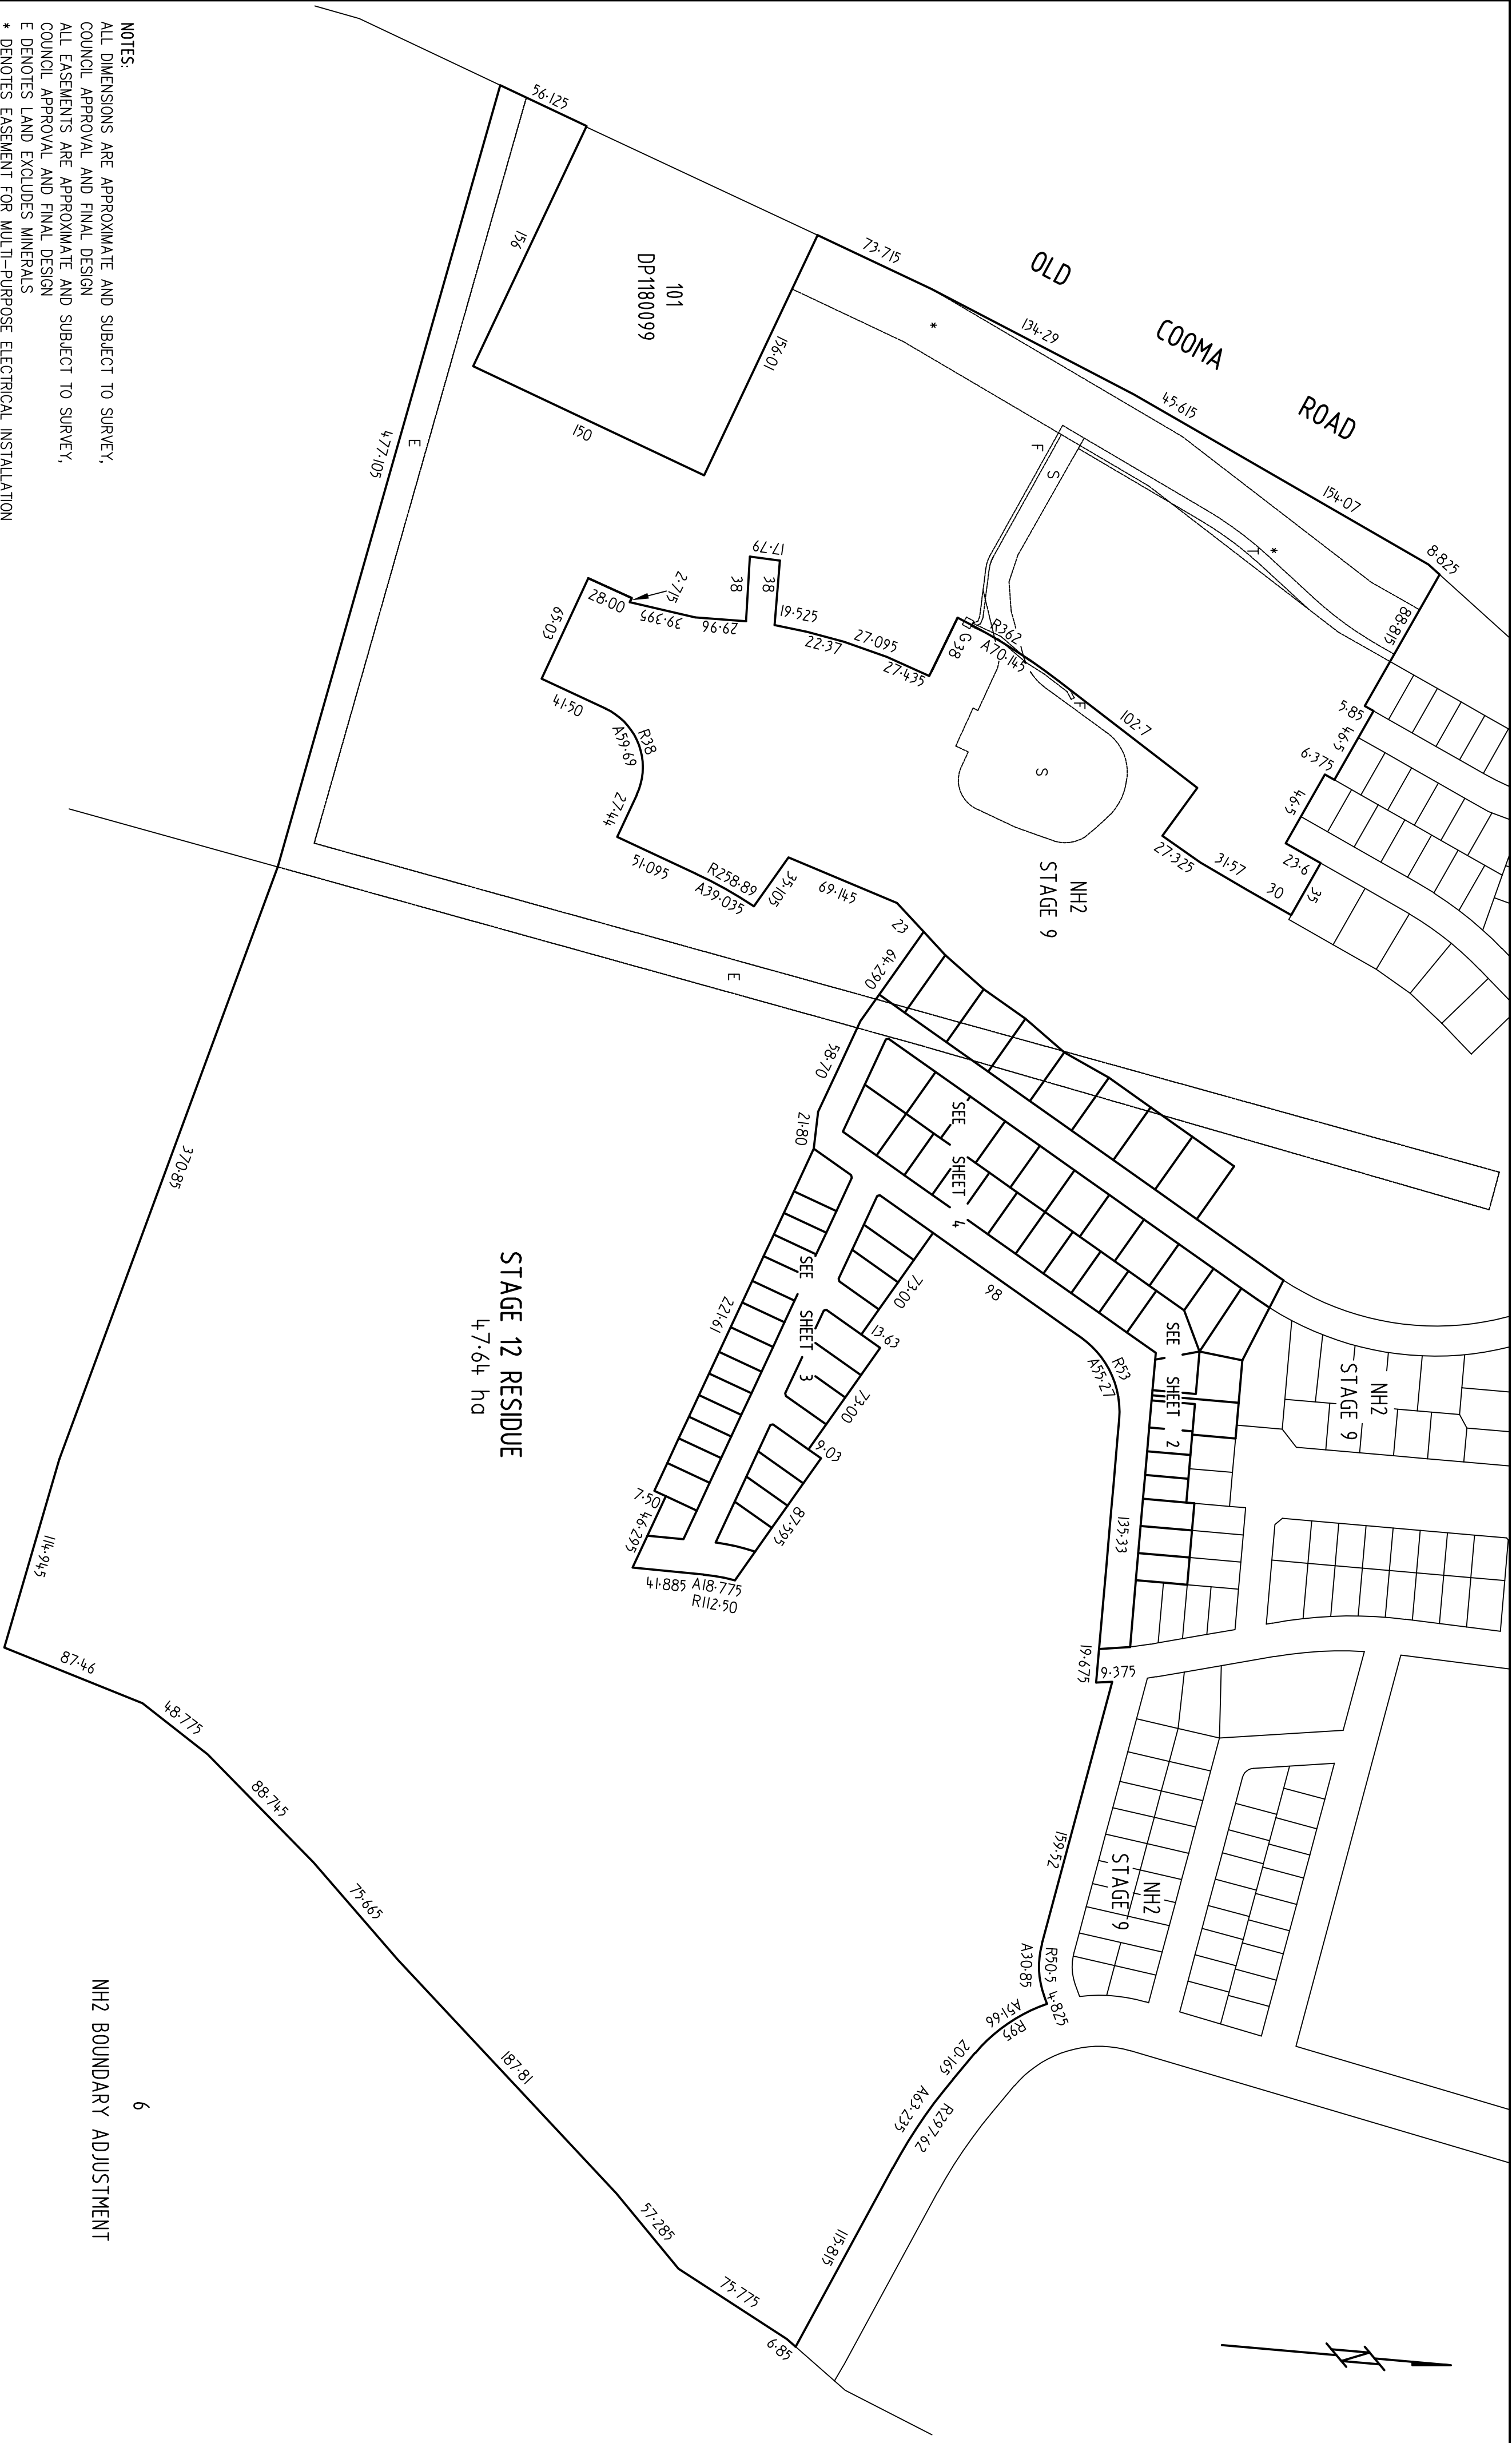 NOTES:
ALL DIMENSIONS ARE APPROXIMATE AND SUBJECT TO SURVEY,
COUNCIL APPROVAL AND FINAL DESIGN
ALL EASEMENTS ARE APPROXIMATE AND SUBJECT TO SURVEY,
COUNCIL APPROVAL AND FINAL DESIGN
E DENOTES LAND EXCLUDES MINERALS
* DENOTES EASEMENT FOR MULTI-PURPOSE ELECTRICAL INSTALLATION
OLD COOMA ROAD
56·125
156
101
DP1180099
156·01
150
73·715
134·29
45·615
154·07
8·825
88·815
5·85
46·5
6·375
46·5
23·6
35
30
31·57
27·325
102·7
R362
A70·145
G38
*
*
F
S
Y
F
S
NH2
STAGE 9
27·435
27·095
22·37
19·525
38
17·79
38
29·96
39·395
2·715
28·00
65·03
41·50
R38
A59·69
27·44
51·095
R258·89
A39·035
35·105
69·145
23
64·290
58·70
21·80
E
477·105
E
370·85
114·945
87·46
48·775
88·745
75·665
187·81
57·285
75·775
6·85
115·815
R297·62
A63·235
20·165
R95
A51·66
4·825
R50·5
A30·85
159·52
9·375
19·675
135·33
R53
A55·27
98
73·00
13·63
73·00
9·03
87·595
A18·775
R112·50
41·885
46·295
7·50
221·61
SEE SHEET 4
SEE SHEET 3
SEE SHEET 2
NH2
STAGE 9
NH2
STAGE 9
STAGE 12 RESIDUE
47·64 ha
6
NH2 BOUNDARY ADJUSTMENT